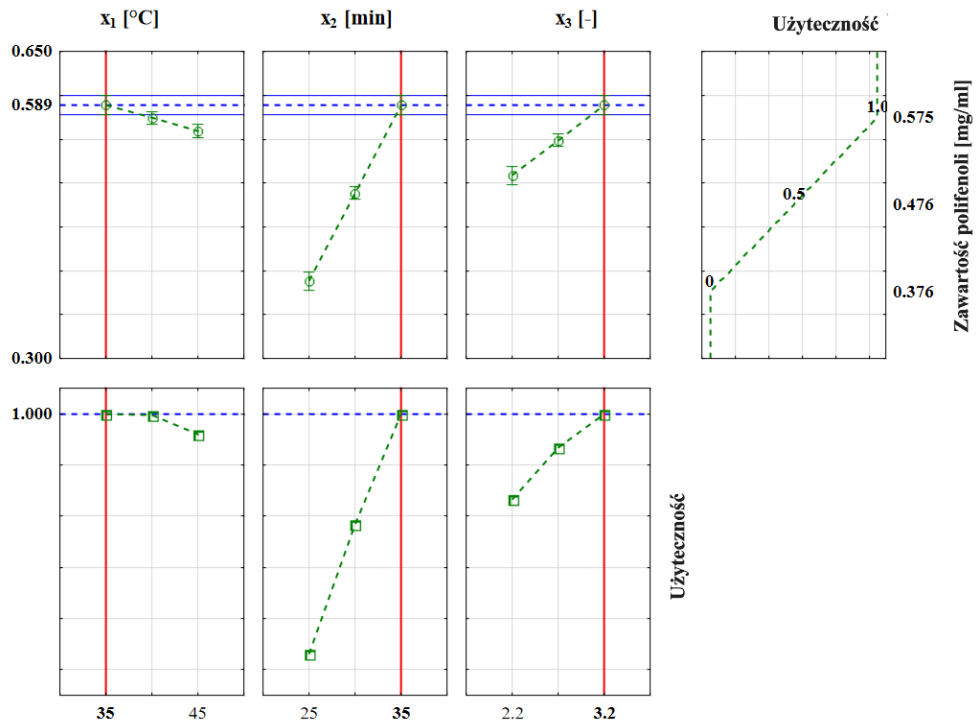 x₁ [°C]
x₂ [min]
x₃ [-]
Użyteczność
0.650
0.589
0.300
1.0
0.5
0
0.575
0.476
0.376
Zawartość polifenoli [mg/ml]
1.000
Użyteczność
35
45
25
35
2.2
3.2